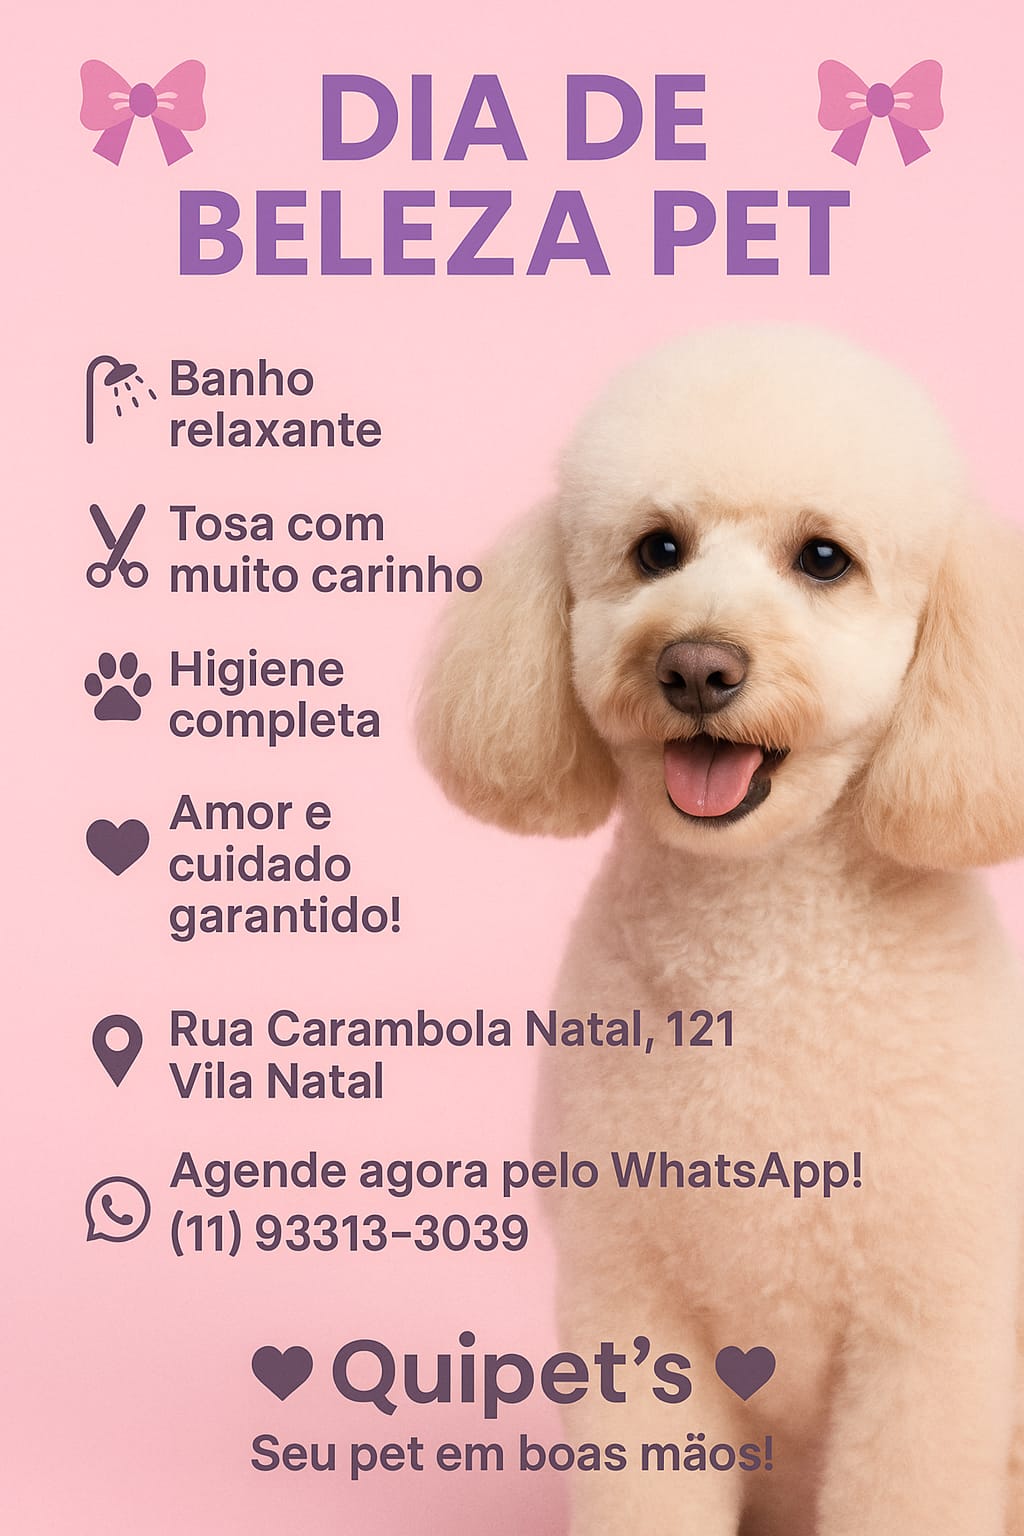 DIA DE
BELEZA PET
Banho
relaxante
Tosa com
muito carinho
Higiene
completa
Amor e
cuidado
garantido!
Rua Carambola Natal, 121
Vila Natal
Agende agora pelo WhatsApp!
(11) 93313-3039
Quipet’s
Seu pet em boas mäos!